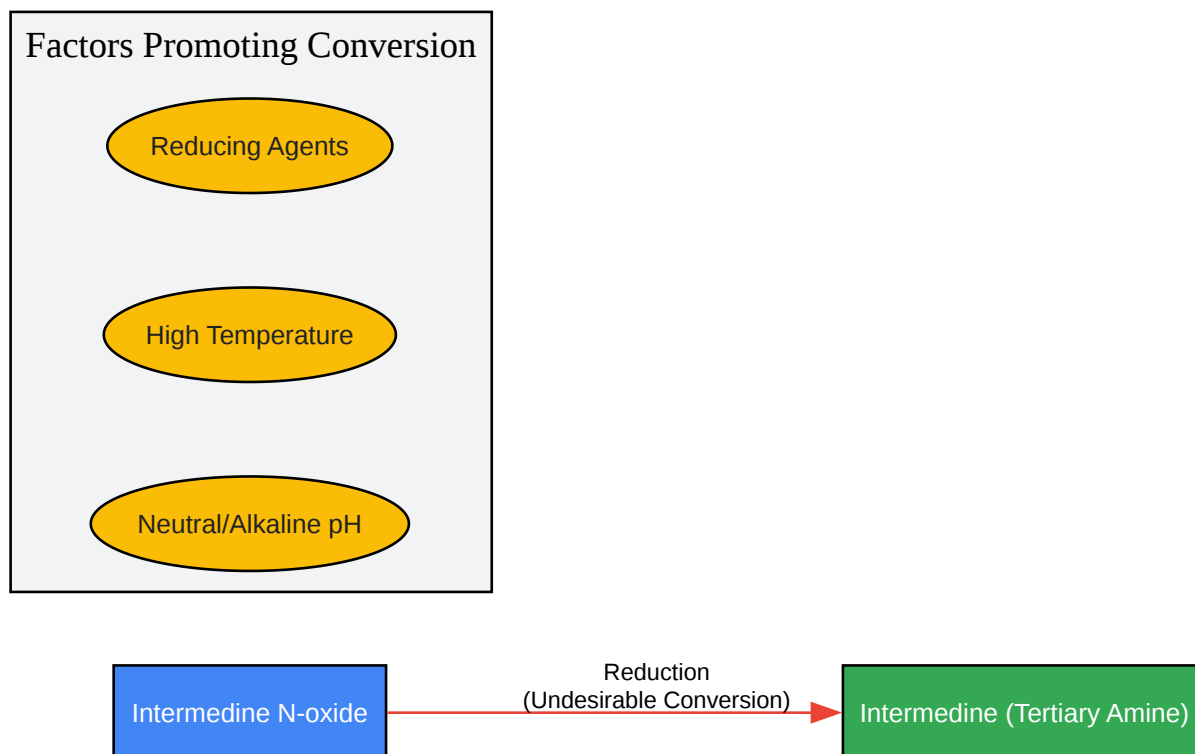 Factors Promoting Conversion
Reducing Agents
High Temperature
Neutral/Alkaline pH
Intermedine N-oxide
Reduction
(Undesirable Conversion)
Intermedine (Tertiary Amine)